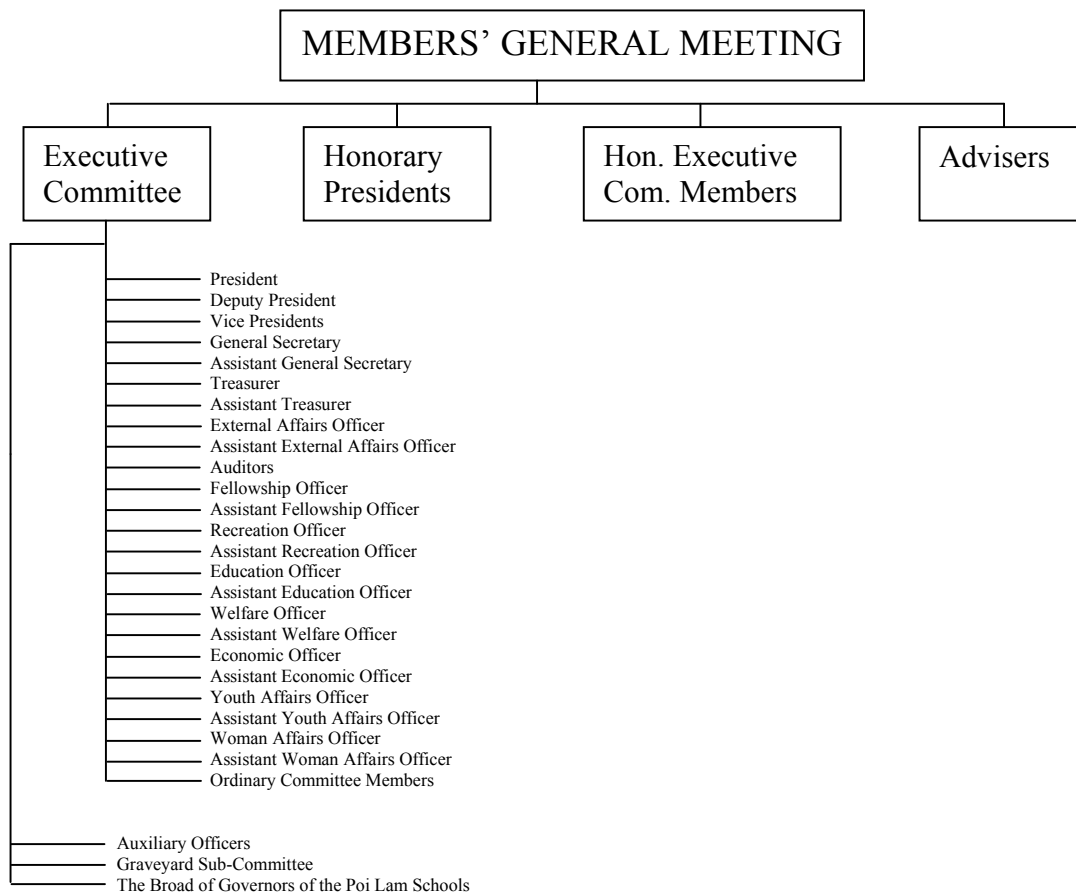 MEMBERS’ GENERAL MEETING
Executive
Committee
Honorary
Presidents
Hon. Executive
Com. Members
Advisers
President
Deputy President
Vice Presidents
General Secretary
Assistant General Secretary
Treasurer
Assistant Treasurer
External Affairs Officer
Assistant External Affairs Officer
Auditors
Fellowship Officer
Assistant Fellowship Officer
Recreation Officer
Assistant Recreation Officer
Education Officer
Assistant Education Officer
Welfare Officer
Assistant Welfare Officer
Economic Officer
Assistant Economic Officer
Youth Affairs Officer
Assistant Youth Affairs Officer
Woman Affairs Officer
Assistant Woman Affairs Officer
Ordinary Committee Members
Auxiliary Officers
Graveyard Sub-Committee
The Broad of Governors of the Poi Lam Schools